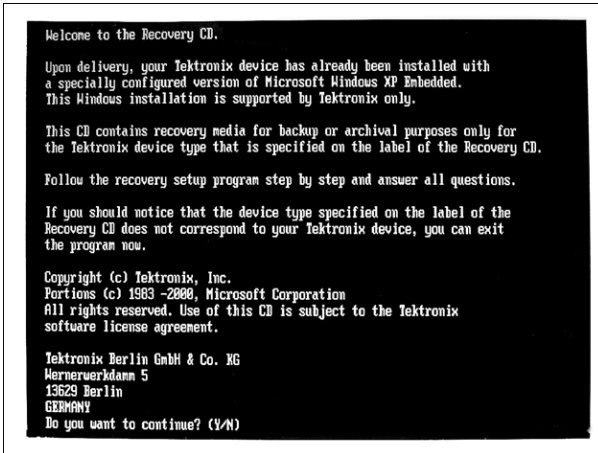 Welcome to the Recovery CD.
Upon delivery, your Tektronix device has already been installed with
a specially configured version of Microsoft Windows XP Embedded.
This Windows installation is supported by Tektronix only.
This CD contains recovery media for backup or archival purposes only for
the Tektronix device type that is specified on the label of the Recovery CD.
Follow the recovery setup program step by step and answer all questions.
If you should notice that the device type specified on the label of the
Recovery CD does not correspond to your Tektronix device, you can exit
the program now.
Copyright (c) Tektronix, Inc.
Portions (c) 1983 -2000, Microsoft Corporation
All rights reserved. Use of this CD is subject to the Tektronix
software license agreement.
Tektronix Berlin GmbH & Co. KG
Wernerwerkdamm 5
13629 Berlin
GERMANY
Do you want to continue? (Y/N)